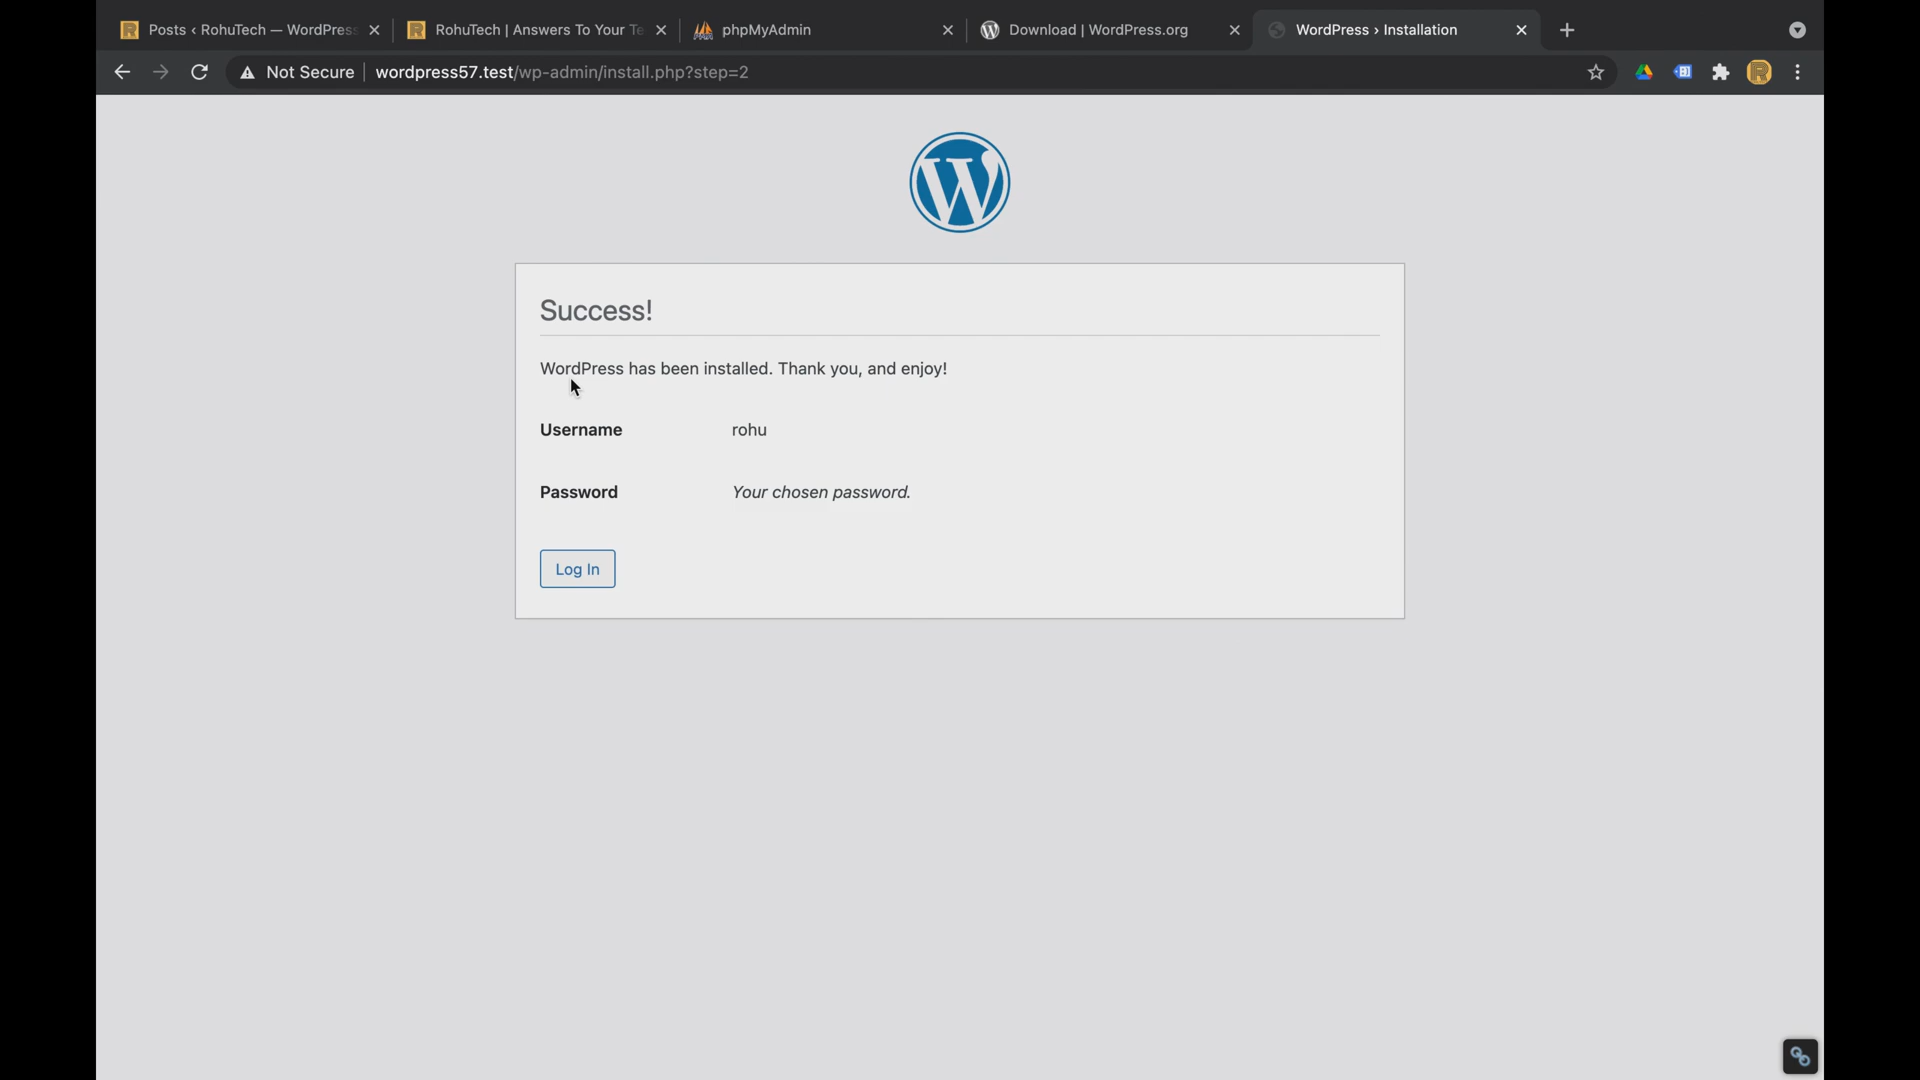 Posts ‹ RohuTech — WordPress
RohuTech | Answers To Your Te
phpMyAdmin
Download | WordPress.org
WordPress › Installation
Not Secure
wordpress57.test/wp-admin/install.php?step=2
Success!
WordPress has been installed. Thank you, and enjoy!
Username rohu
Password Your chosen password.
Log In